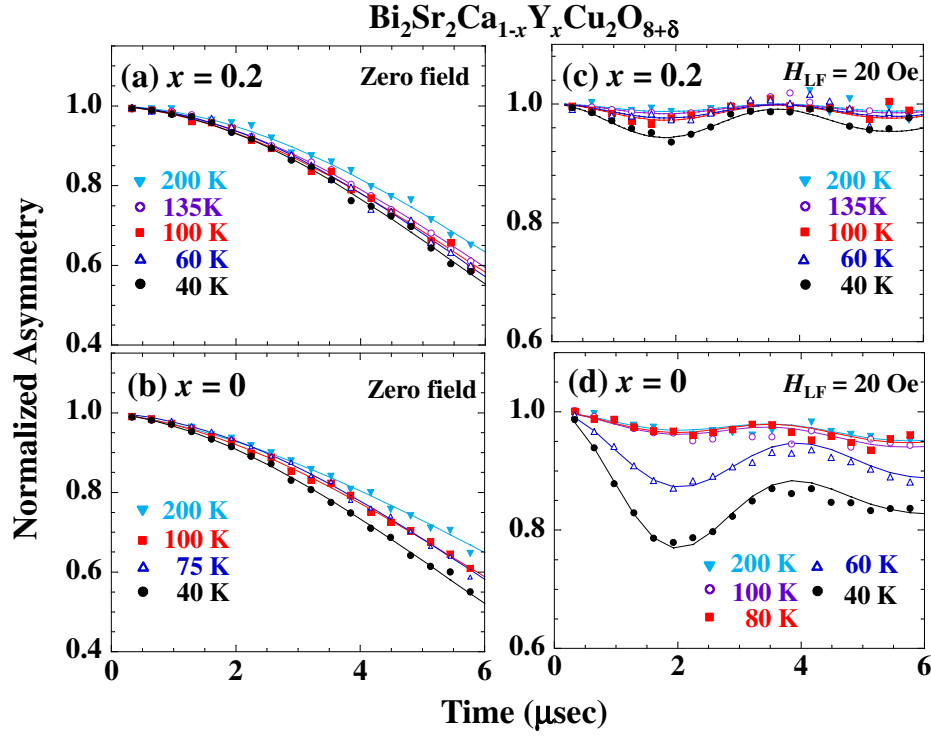 Bi₂Sr₂Ca₁₋ₓYₓCu₂O₈₊δ
(a) x = 0.2
Zero field
200 K
135K
100 K
60 K
40 K
1.0
0.8
0.6
0.4
(c) x = 0.2
H_LF = 20 Oe
200 K
135K
100 K
60 K
40 K
1.0
0.8
0.6
(b) x = 0
Zero field
200 K
100 K
75 K
40 K
1.0
0.8
0.6
0.4
0 2 4 6
(d) x = 0
H_LF = 20 Oe
200 K
100 K
80 K
60 K
40 K
1.0
0.8
0.6
0 2 4 6
Normalized Asymmetry
Time (μsec)